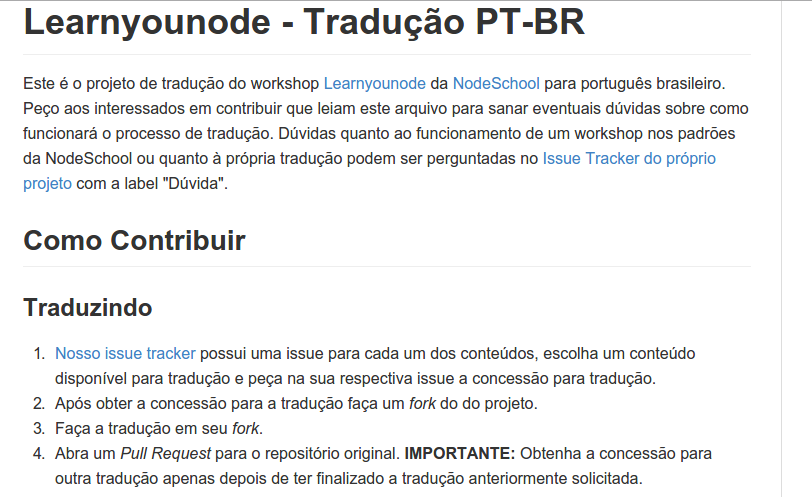 Learnyounode - Tradução PT-BR
Este é o projeto de tradução do workshop Learnyounode da NodeSchool para português brasileiro.
Peço aos interessados em contribuir que leiam este arquivo para sanar eventuais dúvidas sobre como
funcionará o processo de tradução. Dúvidas quanto ao funcionamento de um workshop nos padrões
da NodeSchool ou quanto à própria tradução podem ser perguntadas no Issue Tracker do próprio
projeto com a label "Dúvida".
Como Contribuir
Traduzindo
1. Nosso issue tracker possui uma issue para cada um dos conteúdos, escolha um conteúdo
disponível para tradução e peça na sua respectiva issue a concessão para tradução.
2. Após obter a concessão para a tradução faça um fork do do projeto.
3. Faça a tradução em seu fork.
4. Abra um Pull Request para o repositório original. IMPORTANTE: Obtenha a concessão para
outra tradução apenas depois de ter finalizado a tradução anteriormente solicitada.